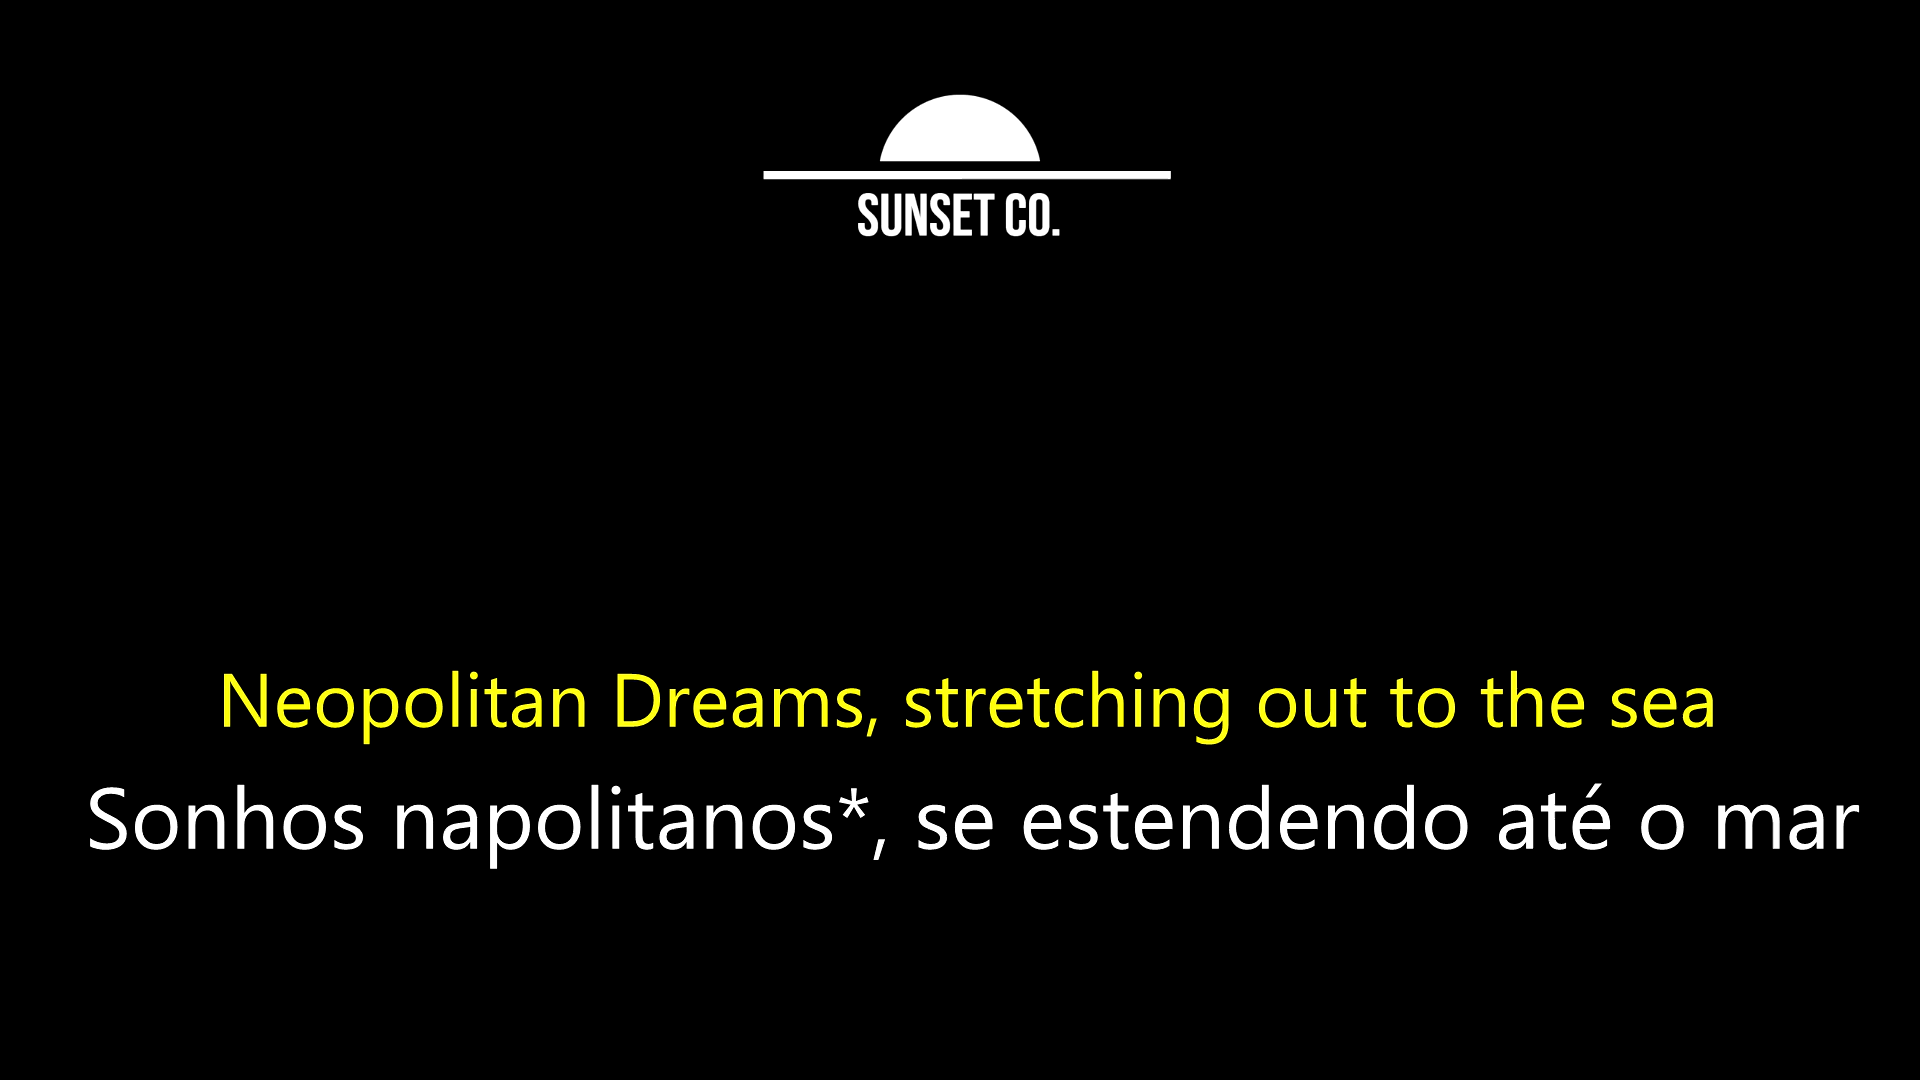 SUNSET CO.
Neopolitan Dreams, stretching out to the sea
Sonhos napolitanos*, se estendendo até o mar